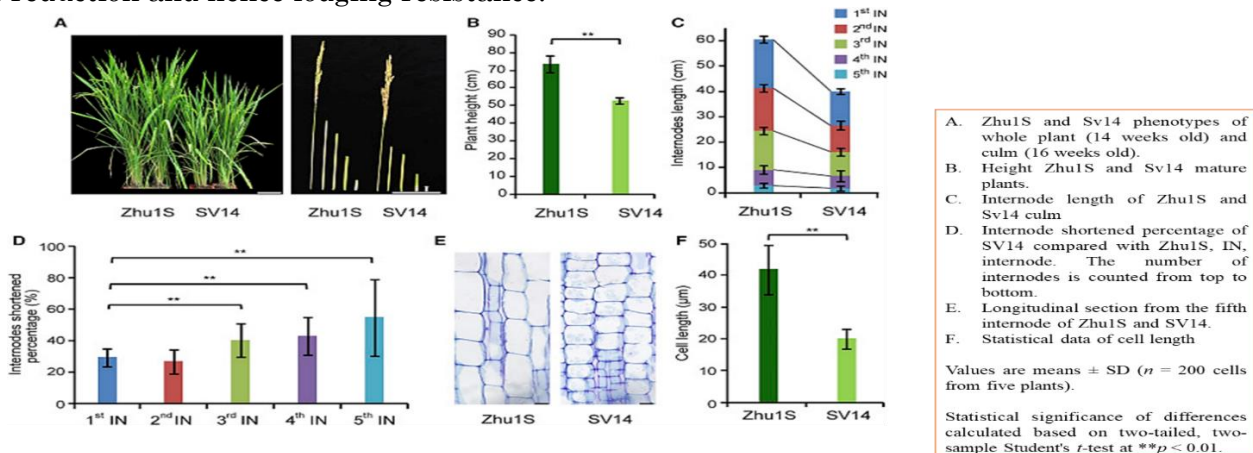 reduction and hence lodging resistance.
A
Zhu1S SV14
B
Plant height (cm)
90
80
70
60
50
40
30
20
10
0
**
Zhu1S SV14
C
Internodes length (cm)
60
50
40
30
20
10
0
Zhu1S SV14
1st IN
2nd IN
3rd IN
4th IN
5th IN
D
Internodes shortened
percentage (%)
100
80
60
40
20
0
**
**
**
1st IN 2nd IN 3rd IN 4th IN 5th IN
E
Zhu1S SV14
F
Cell length (μm)
50
40
30
20
10
0
**
Zhu1S SV14
A. Zhu1S and Sv14 phenotypes of
whole plant (14 weeks old) and
culm (16 weeks old).
B. Height Zhu1S and Sv14 mature
plants.
C. Internode length of Zhu1S and
Sv14 culm
D. Internode shortened percentage of
SV14 compared with Zhu1S, IN,
internode. The number of
internodes is counted from top to
bottom.
E. Longitudinal section from the fifth
internode of Zhu1S and SV14.
F. Statistical data of cell length
Values are means ± SD (n = 200 cells
from five plants).
Statistical significance of differences
calculated based on two-tailed, two-
sample Student's t-test at **p < 0.01.